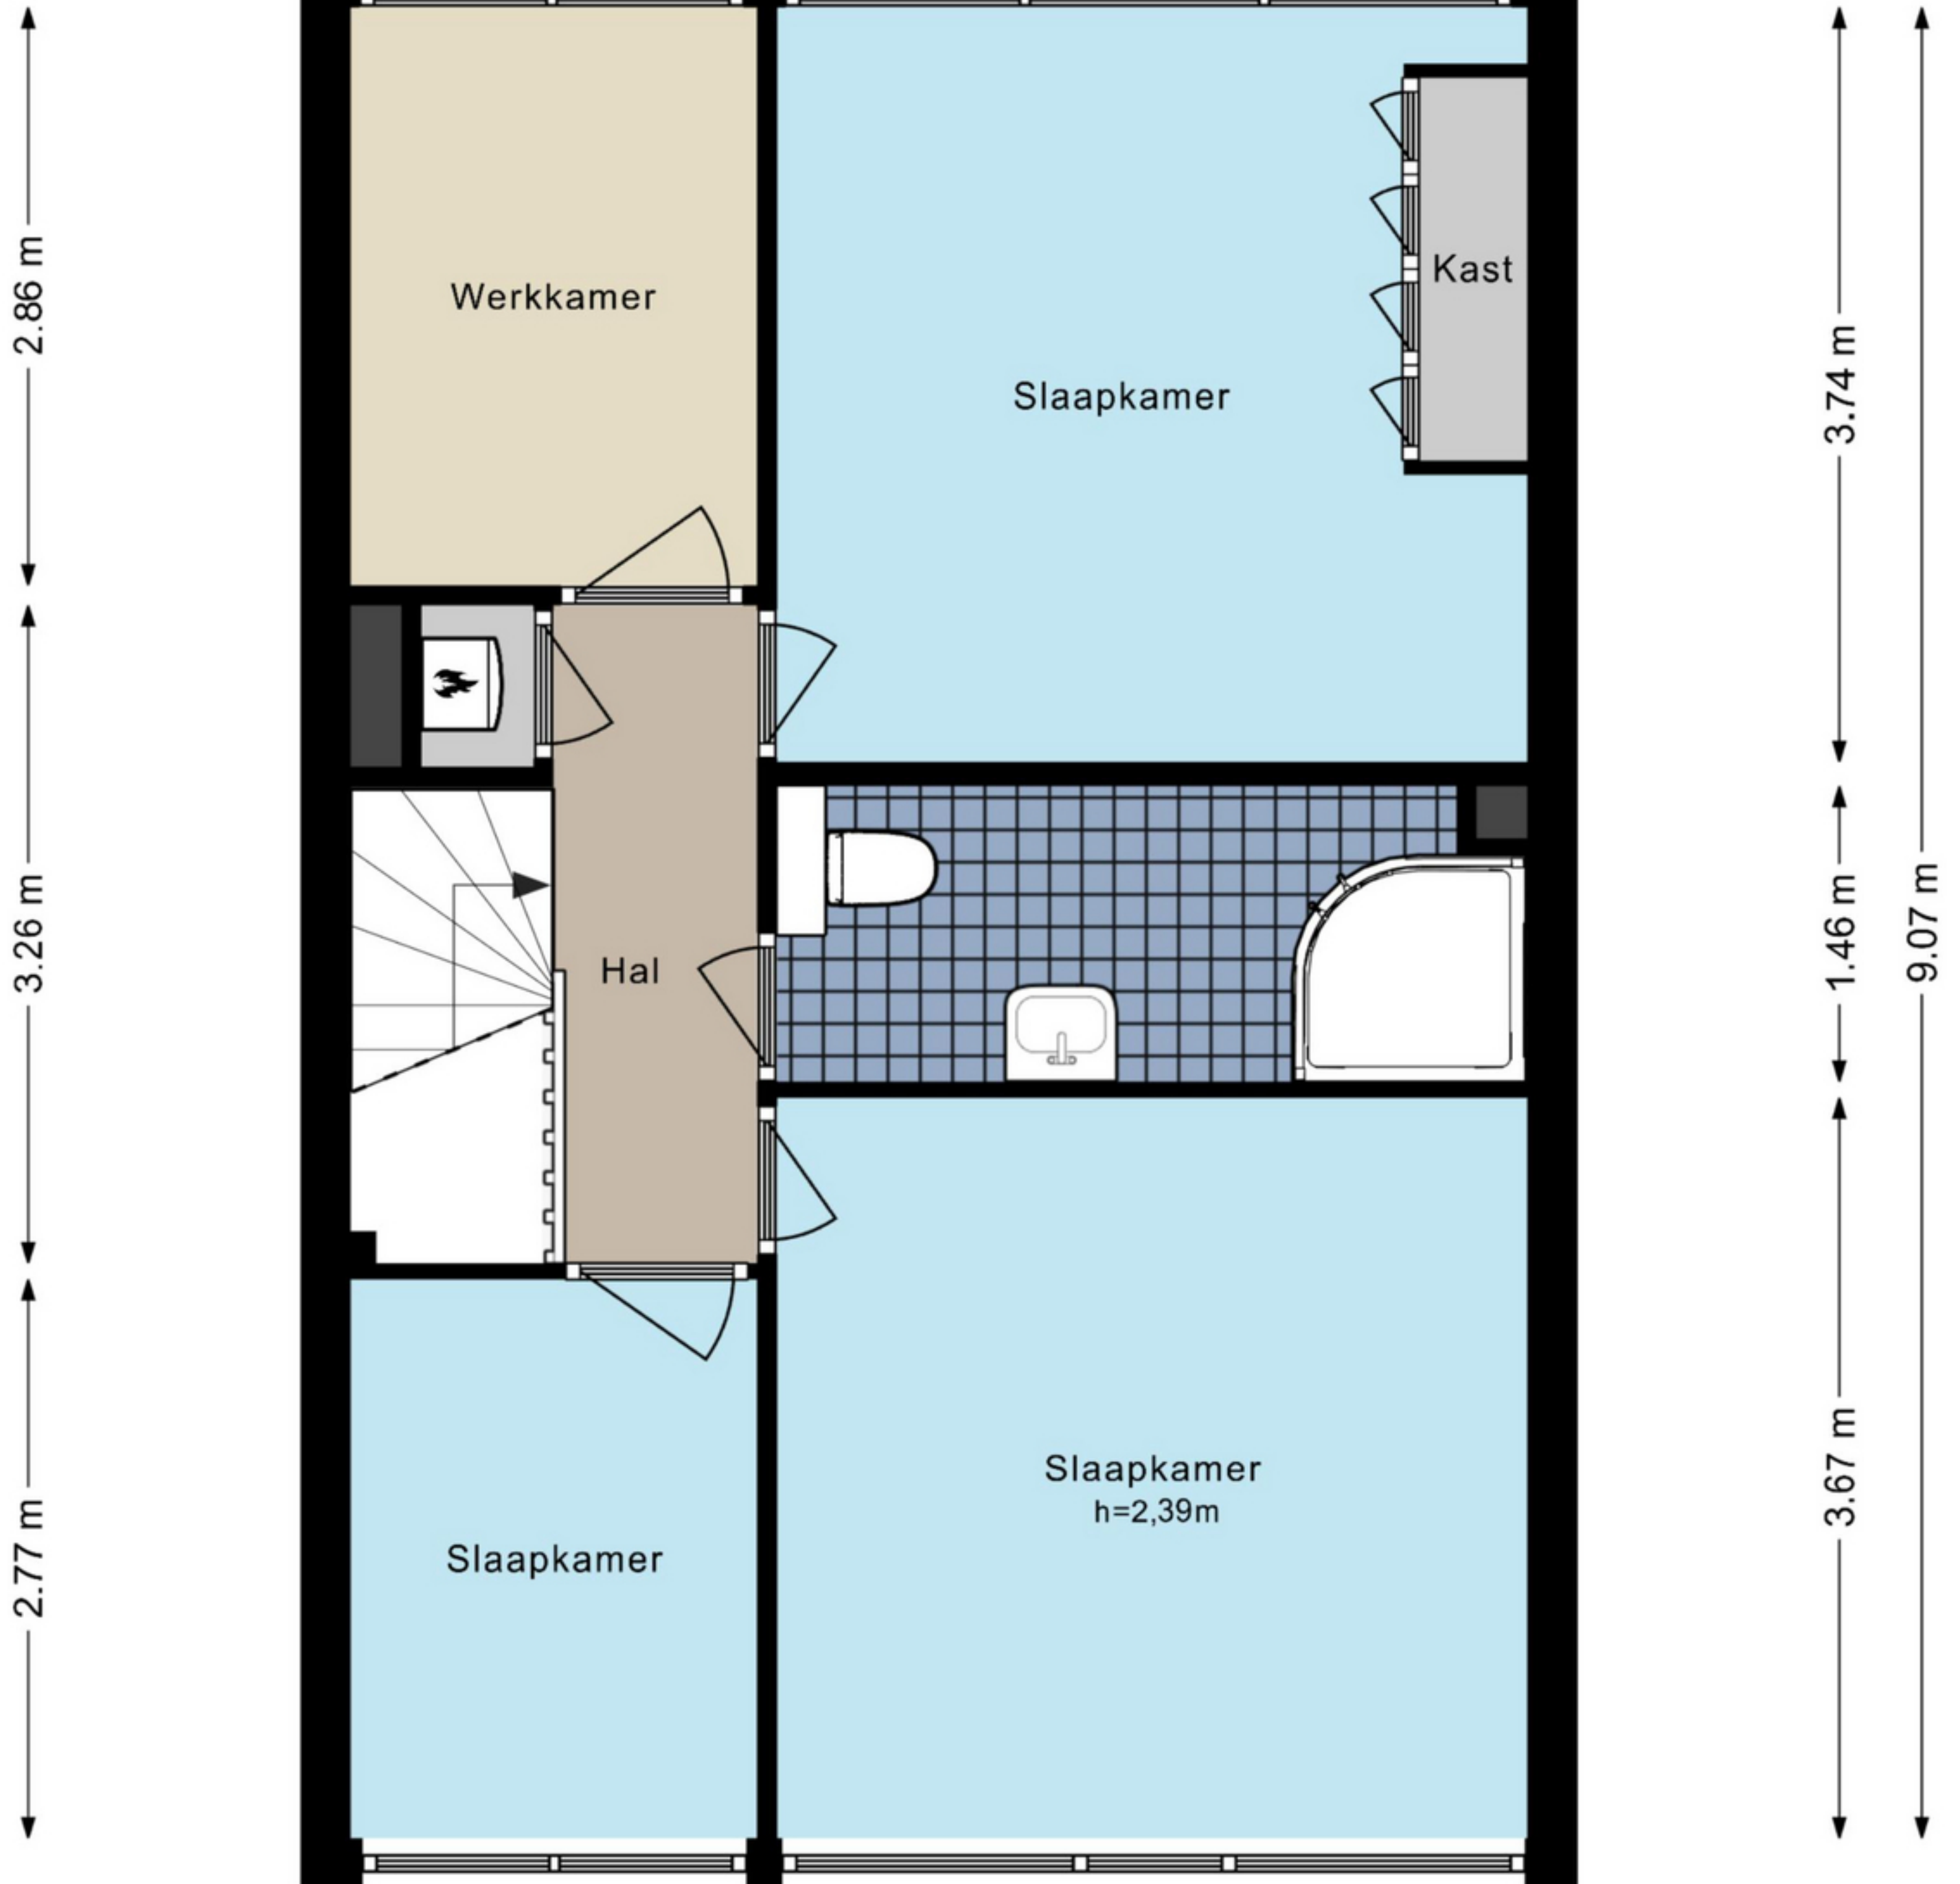 2.86 m
3.26 m
2.77 m
Werkkamer
Slaapkamer
Kast
Hal
Slaapkamer
h=2,39m
Slaapkamer
3.74 m
1.46 m
3.67 m
9.07 m